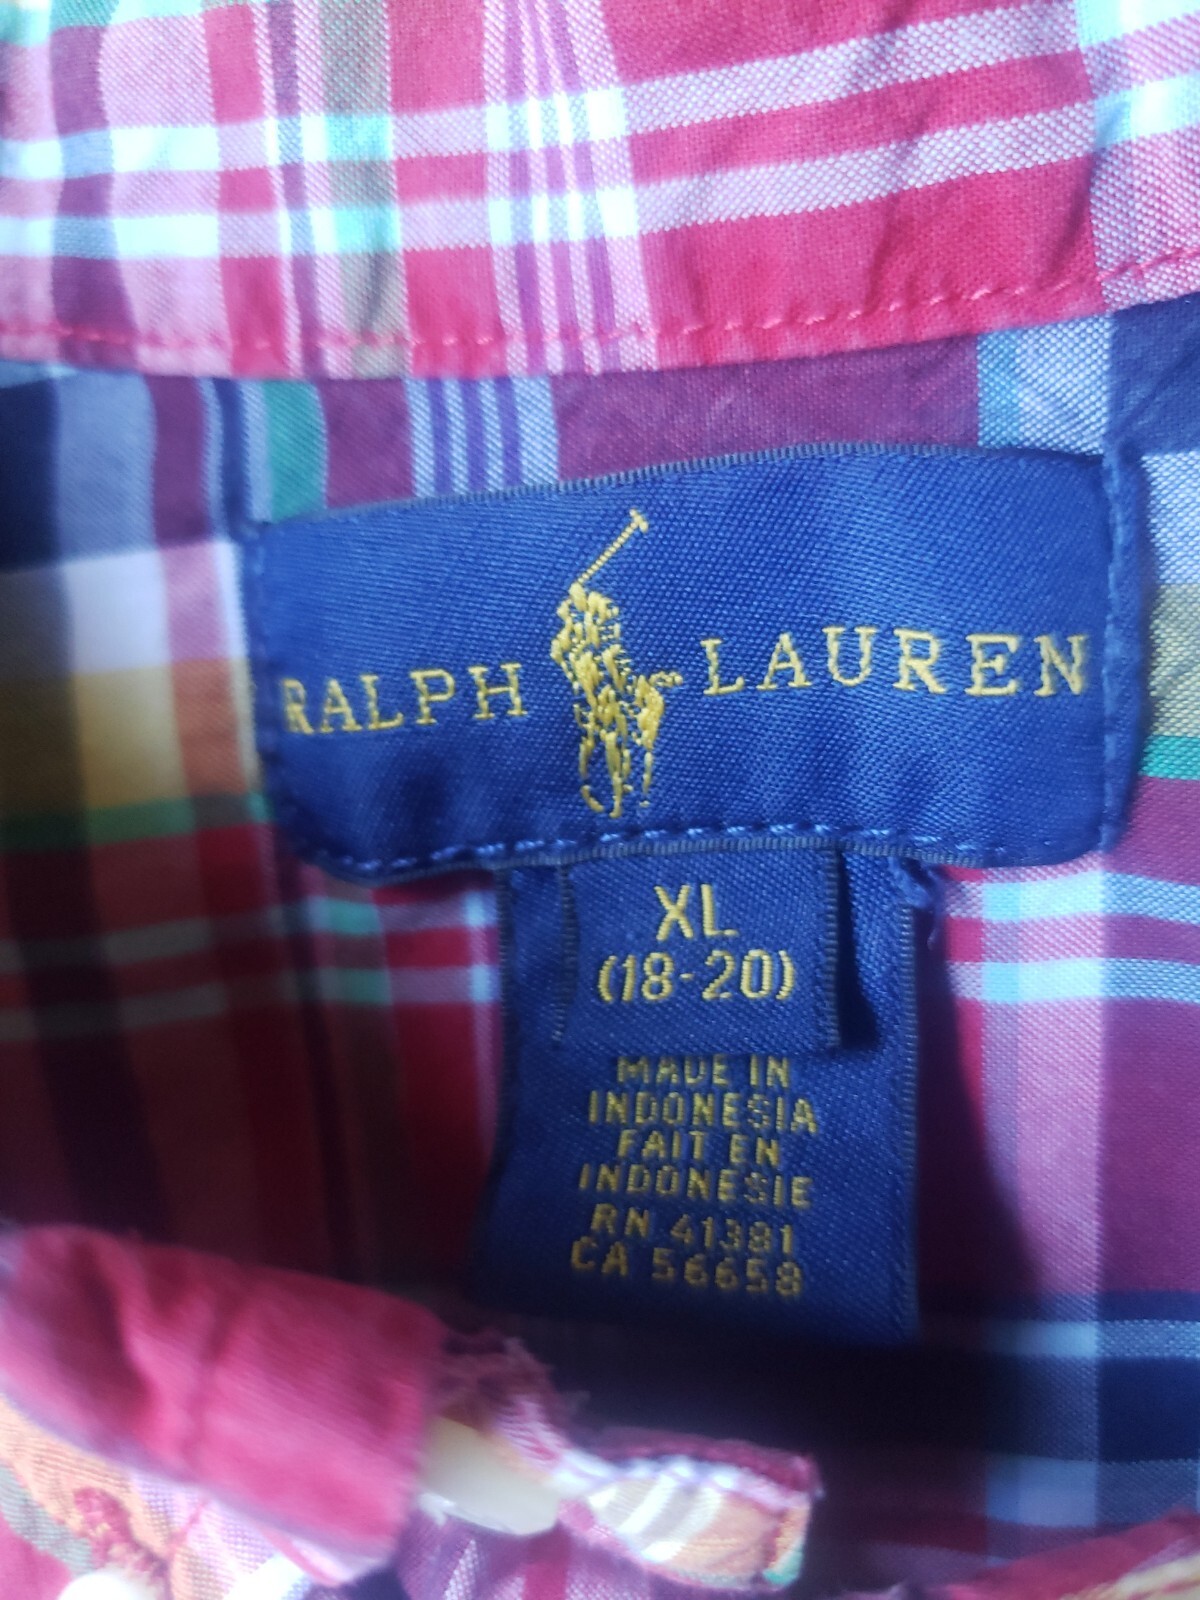 RALPH LAUREN
XL
(18-20)
MADE IN
INDONESIA
FAIT EN
INDONESIE
RN 41381
CA 56658